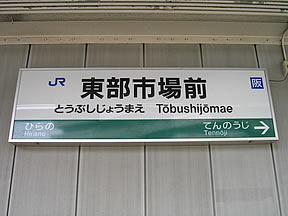 JR 東部市場前 阪
とうぶしじょうまえ Tōbushijōmae
ひらの てんのうじ
Hirano Tennōji